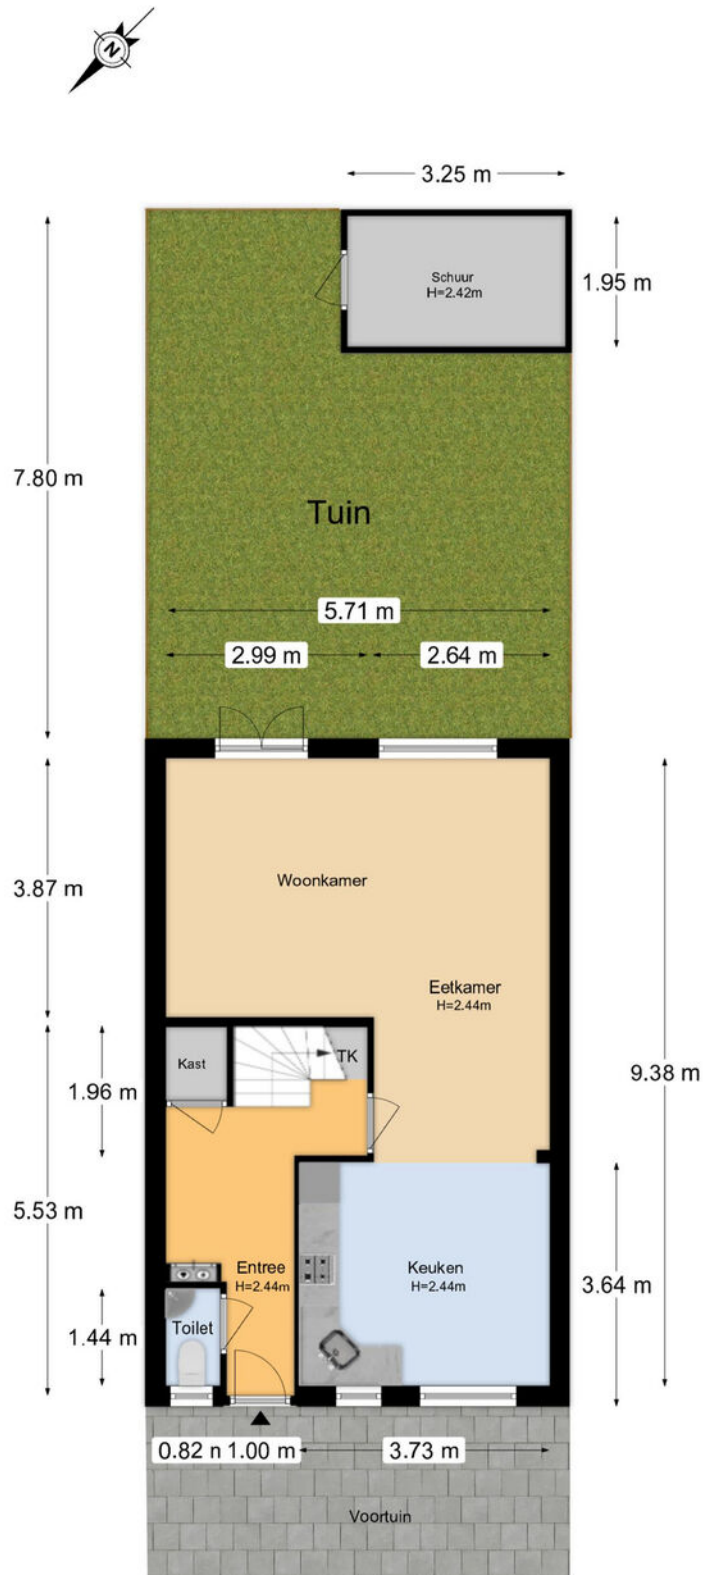 N
3.25 m
Schuur
H=2.42m
1.95 m
7.80 m
Tuin
5.71 m
2.99 m
2.64 m
3.87 m
Woonkamer
Eetkamer
H=2.44m
Kast
TK
1.96 m
9.38 m
5.53 m
Entree
H=2.44m
Keuken
H=2.44m
3.64 m
Toilet
1.44 m
0.82 n 1.00 m
3.73 m
Voortuin